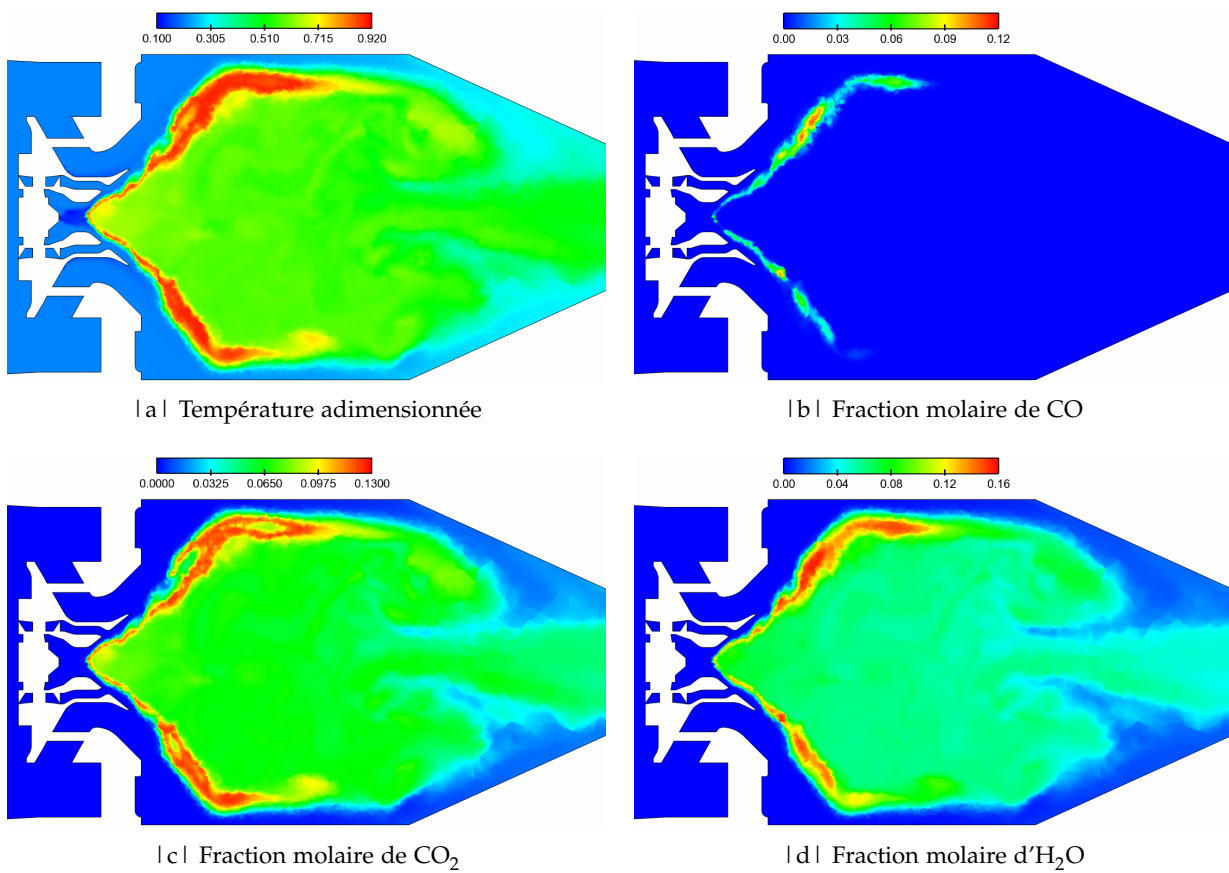 0.100 0.305 0.510 0.715 0.920
0.00 0.03 0.06 0.09 0.12
|a| Température adimensionnée
|b| Fraction molaire de CO
0.0000 0.0325 0.0650 0.0975 0.1300
0.00 0.04 0.08 0.12 0.16
|c| Fraction molaire de CO₂
|d| Fraction molaire d'H₂O